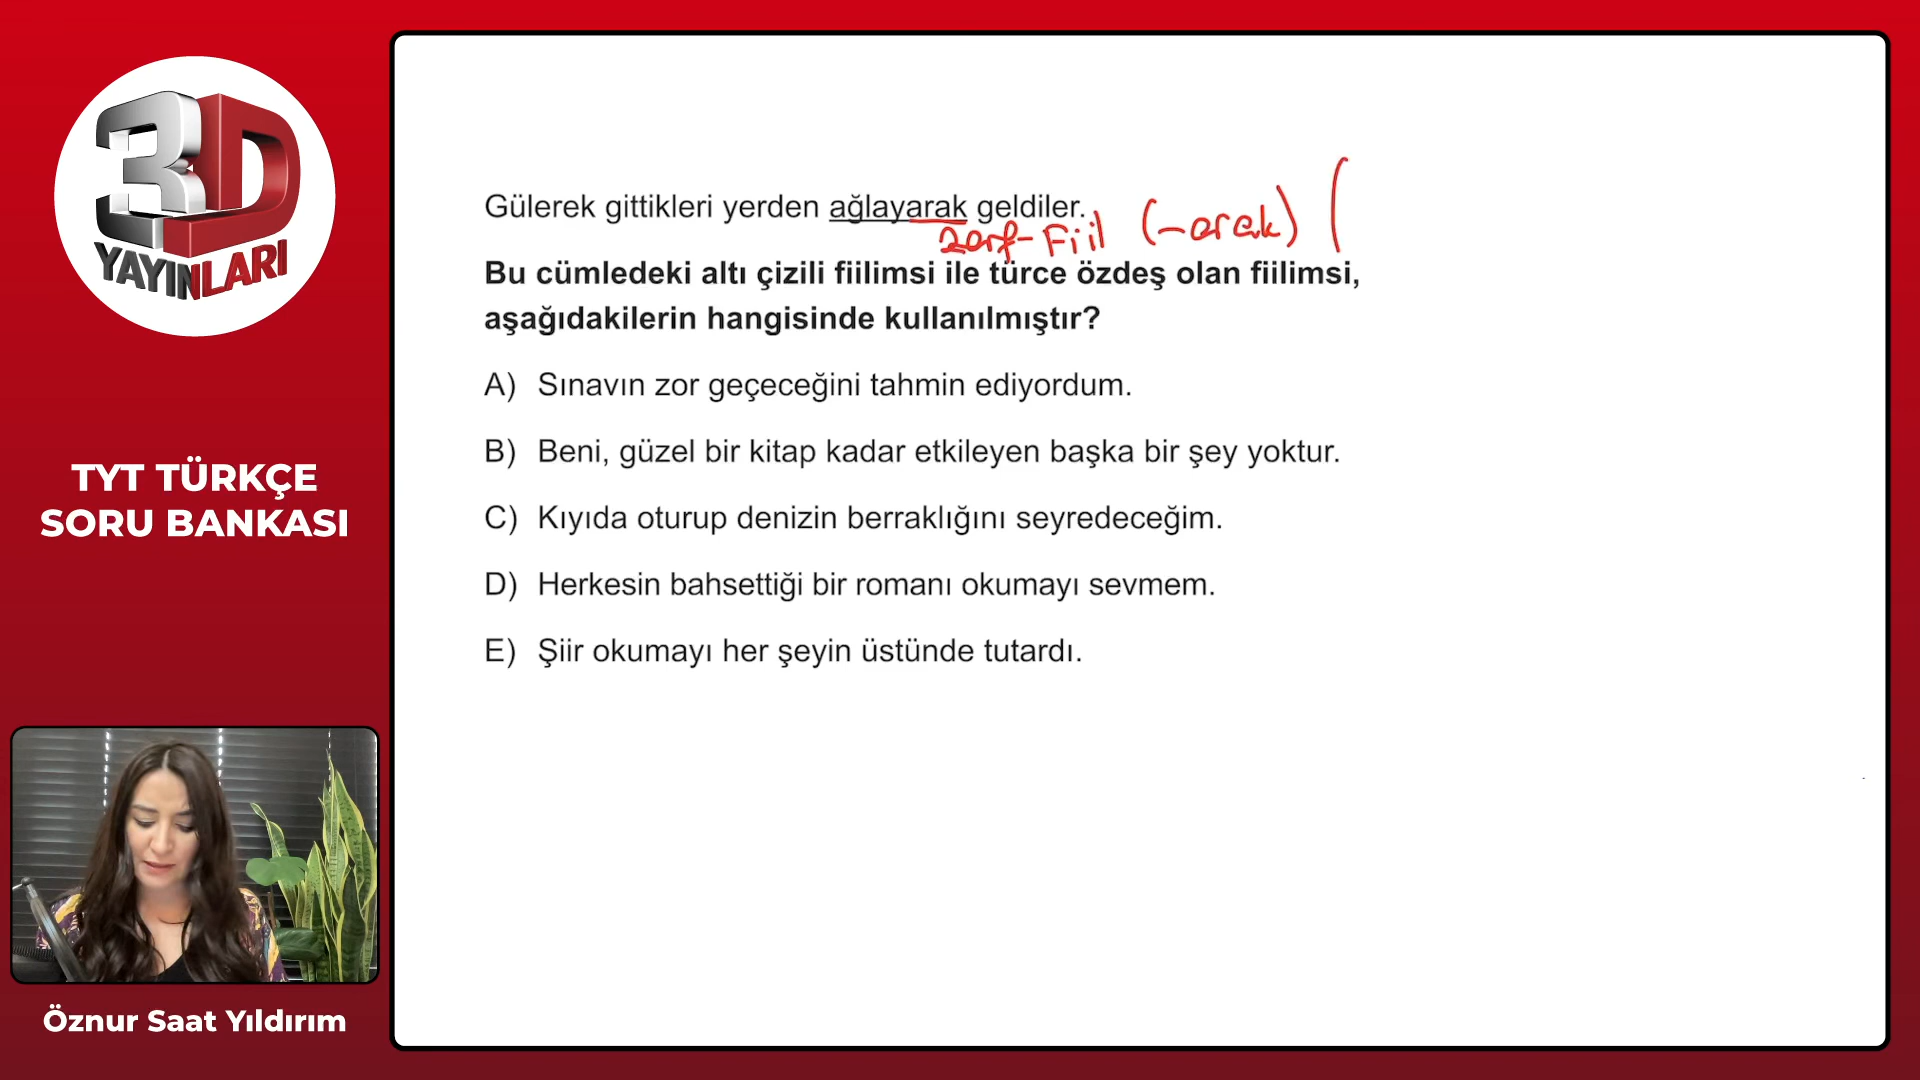 3D
YAYINLARI
TYT TÜRKÇE
SORU BANKASI
Öznur Saat Yıldırım
Gülerek gittikleri yerden ağlayarak geldiler.
zarf-Fiil (-arak) (
Bu cümledeki altı çizili fiilimsi ile türce özdeş olan fiilimsi,
aşağıdakilerin hangisinde kullanılmıştır?
A) Sınavın zor geçeceğini tahmin ediyordum.
B) Beni, güzel bir kitap kadar etkileyen başka bir şey yoktur.
C) Kıyıda oturup denizin berraklığını seyredeceğim.
D) Herkesin bahsettiği bir romanı okumayı sevmem.
E) Şiir okumayı her şeyin üstünde tutardı.